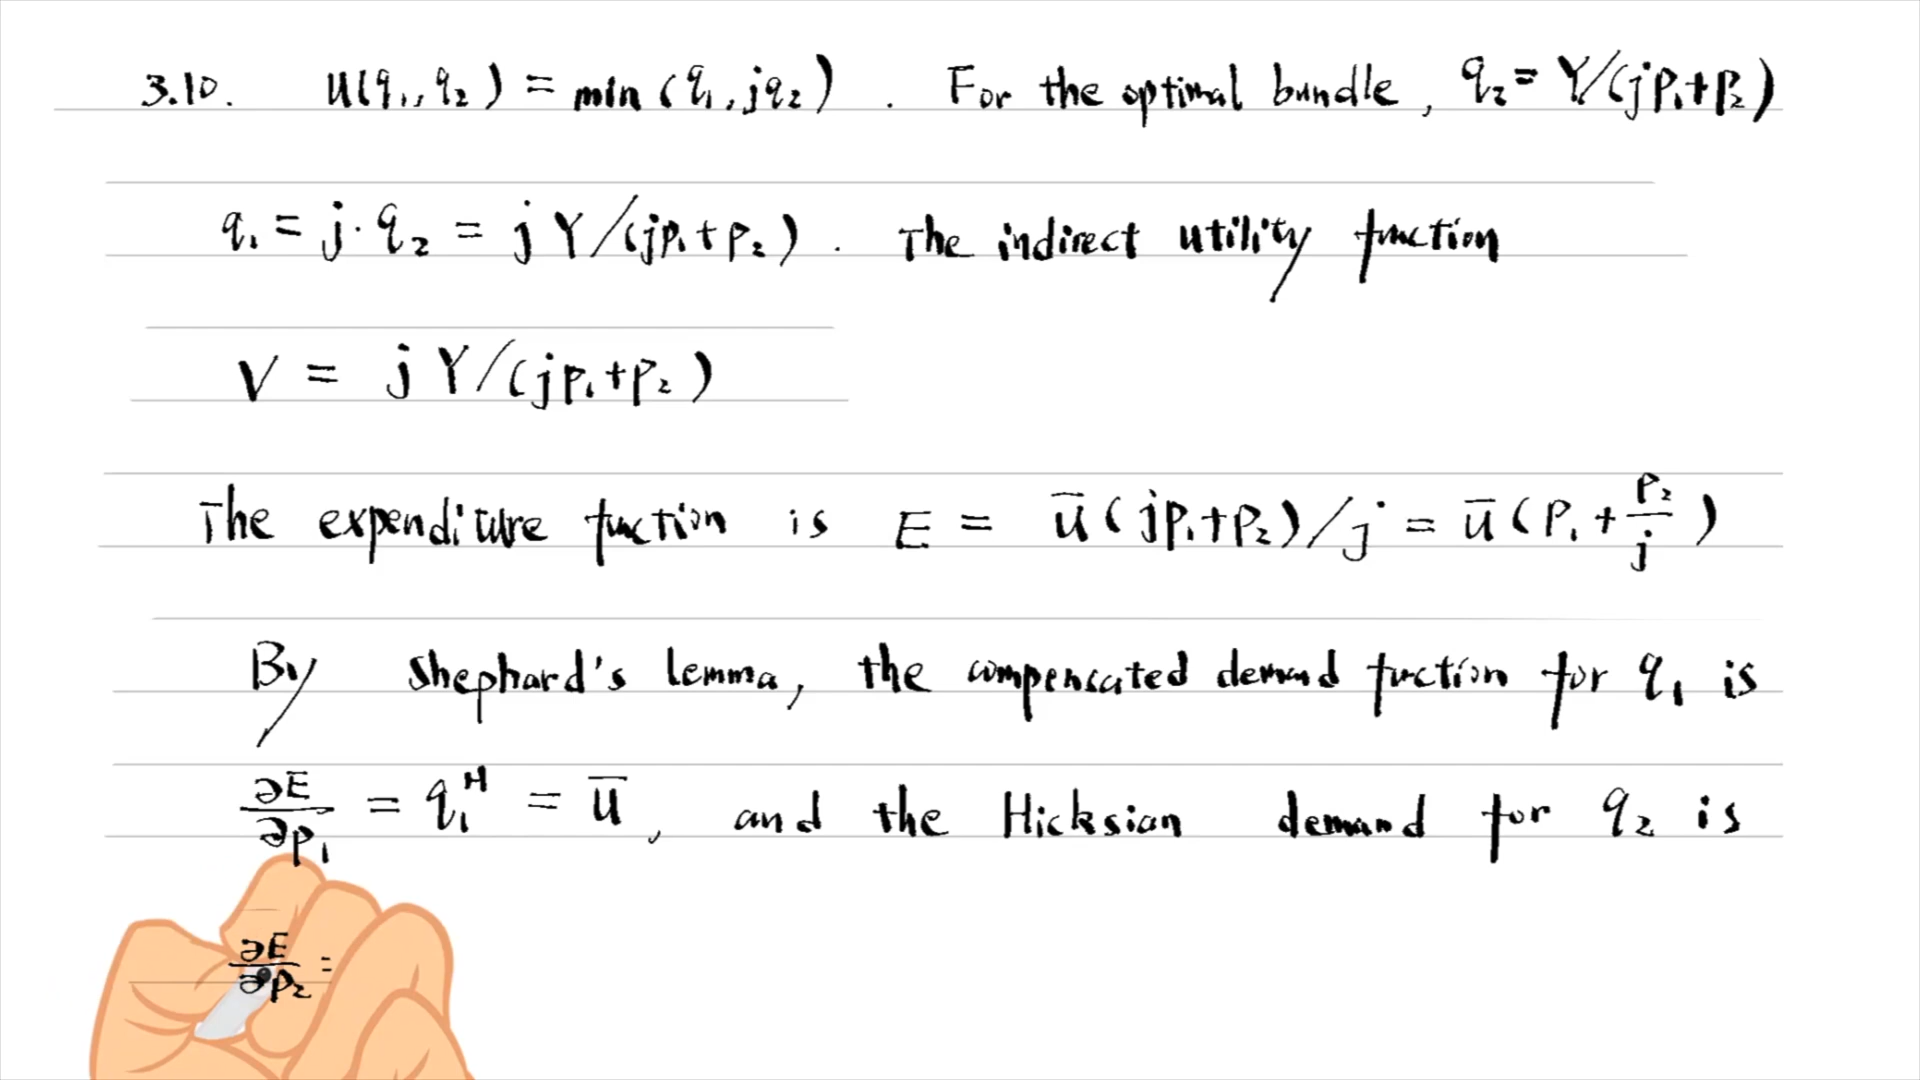 3.10. U(q₁, q₂) = min (q₁, jq₂) . For the optimal bundle, q₂ = Y/(jp₁+p₂)
q₁ = j·q₂ = jY/(jp₁+p₂) . The indirect utility function
V = jY/(jp₁+p₂)
The expenditure function is E = ū(jp₁+p₂)/j = ū(p₁+p₂/j)
By Shephard's lemma, the compensated demand function for q₁ is
∂E/∂p₁ = q₁ᴴ = ū, and the Hicksian demand for q₂ is
∂E/∂p₂ =